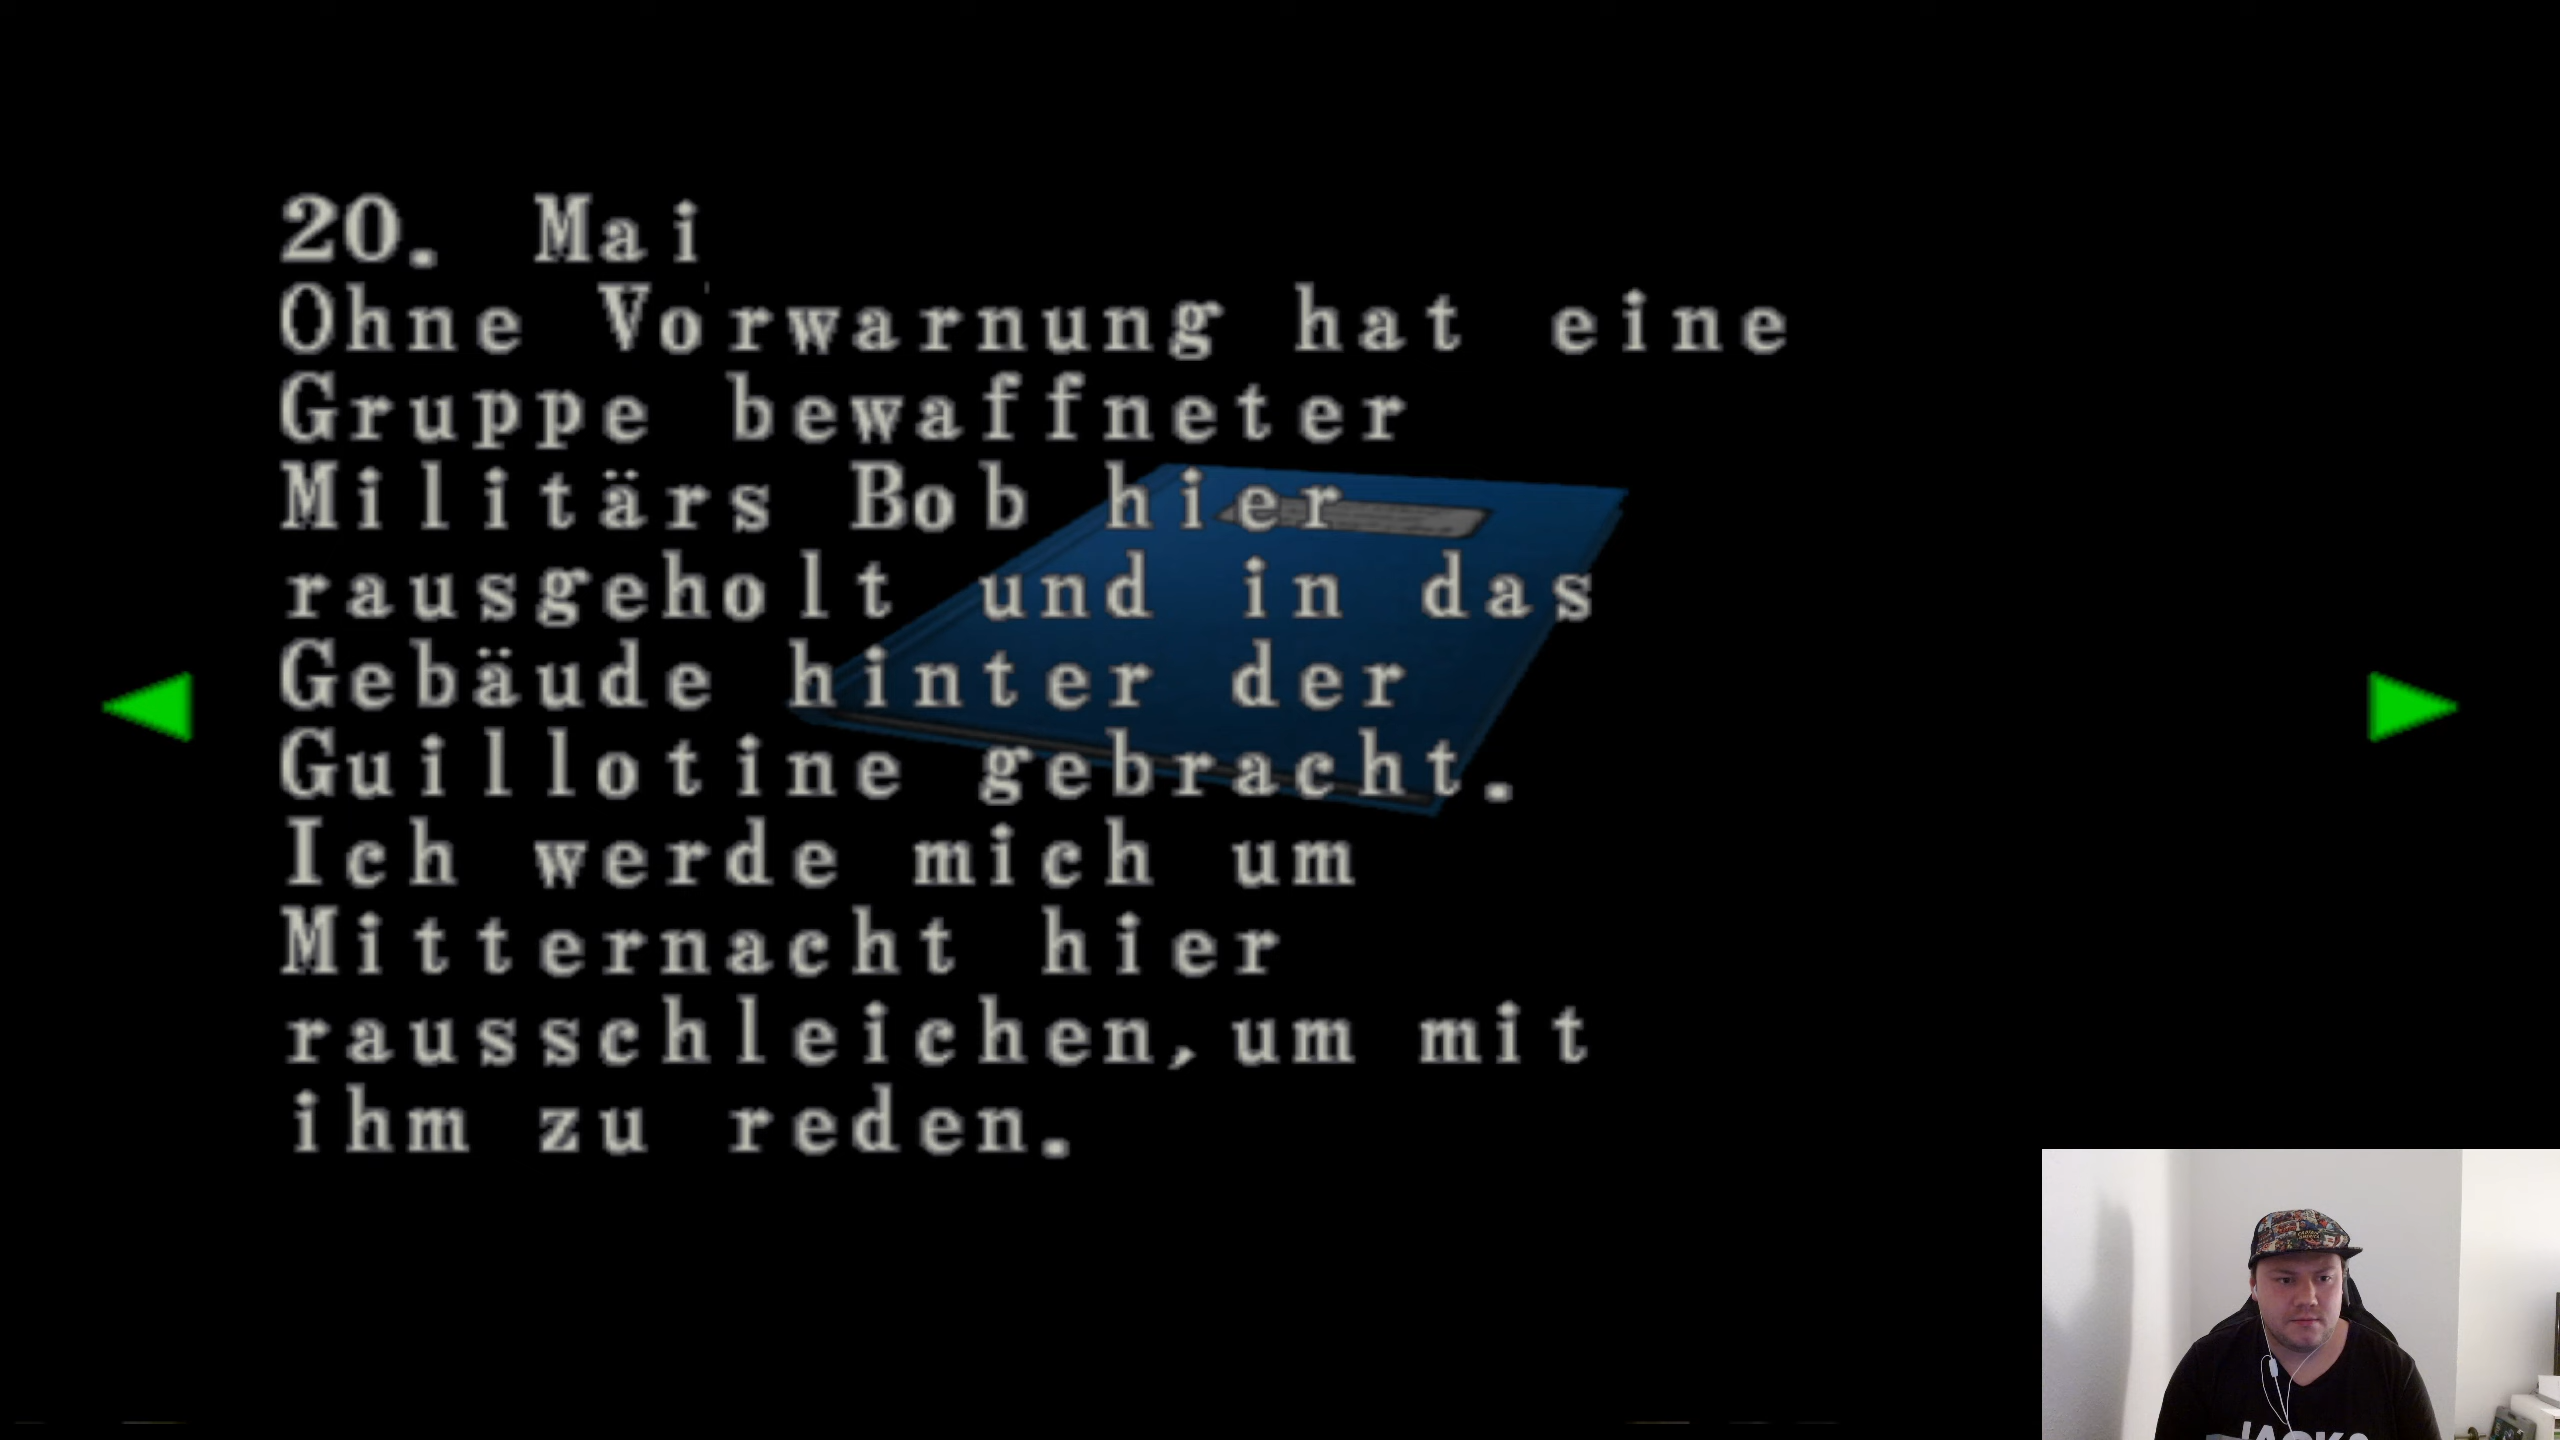 20. Mai
Ohne Vorwarnung hat eine
Gruppe bewaffneter
Militärs Bob hier
rausgeholt und in das
Gebäude hinter der
Guillotine gebracht.
Ich werde mich um
Mitternacht hier
rausschleichen,um mit
ihm zu reden.